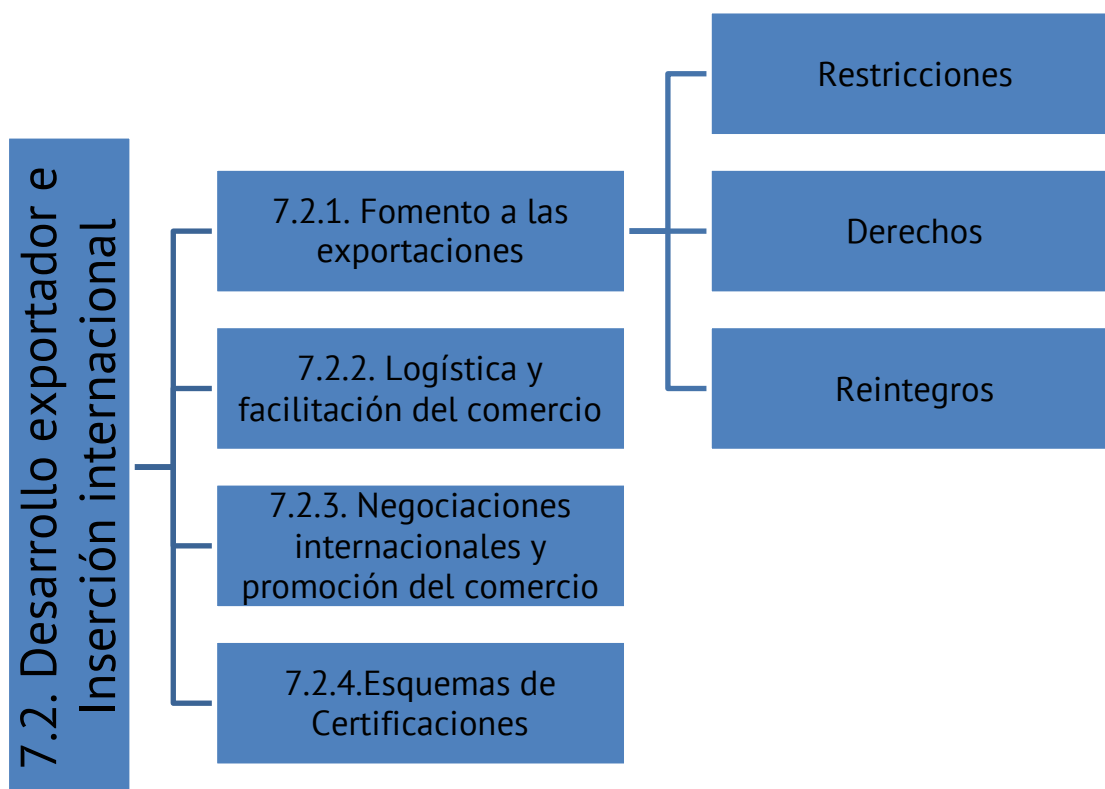 7.2. Desarrollo exportador e
Inserción internacional
7.2.1. Fomento a las
exportaciones
Restricciones
Derechos
Reintegros
7.2.2. Logística y
facilitación del comercio
7.2.3. Negociaciones
internacionales y
promoción del comercio
7.2.4.Esquemas de
Certificaciones